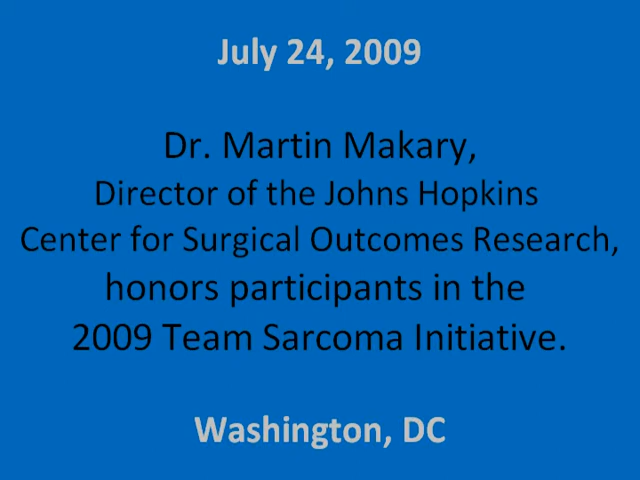 July 24, 2009
Dr. Martin Makary,
Director of the Johns Hopkins
Center for Surgical Outcomes Research,
honors participants in the
2009 Team Sarcoma Initiative.
Washington, DC